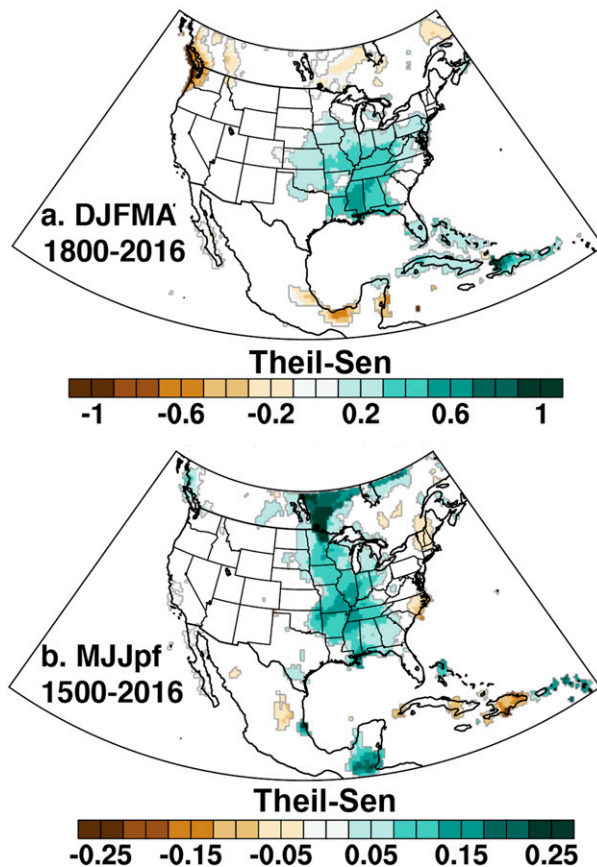 a. DJFMA
1800-2016
Theil-Sen
-1 -0.6 -0.2 0.2 0.6 1
b. MJJpf
1500-2016
Theil-Sen
-0.25 -0.15 -0.05 0.05 0.15 0.25